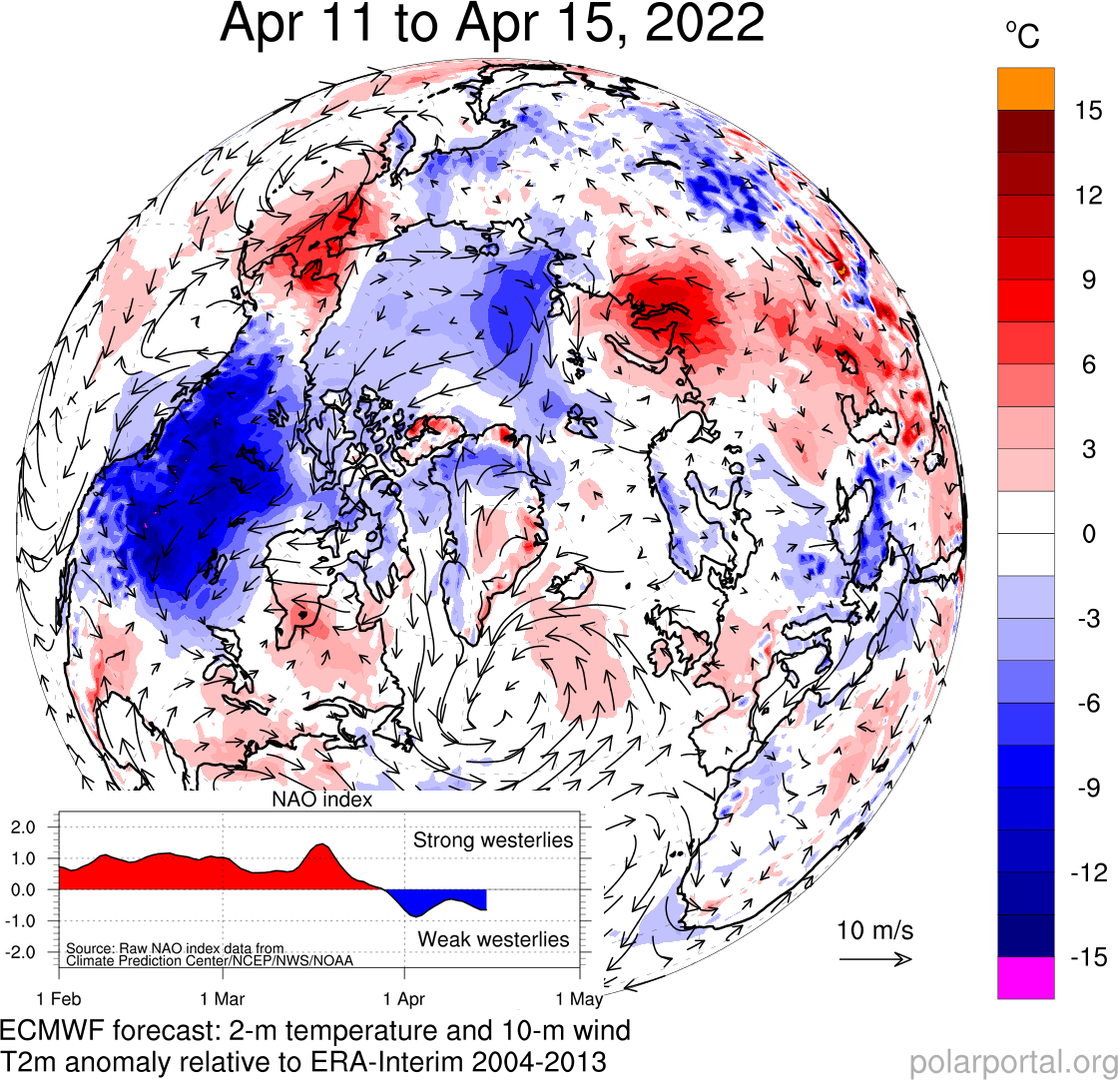 Apr 11 to Apr 15, 2022
°C
15
12
9
6
3
0
-3
-6
-9
-12
-15
NAO index
2.0
1.0
0.0
-1.0
-2.0
Strong westerlies
Weak westerlies
Source: Raw NAO index data from
Climate Prediction Center/NCEP/NWS/NOAA
1 Feb 1 Mar 1 Apr 1 May
10 m/s
ECMWF forecast: 2-m temperature and 10-m wind
T2m anomaly relative to ERA-Interim 2004-2013
polarportal.org